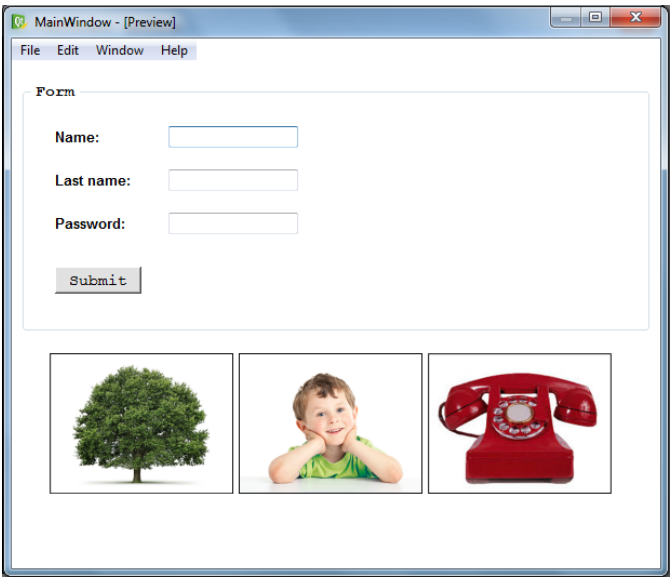 MainWindow - [Preview]
File Edit Window Help
Form
Name:
Last name:
Password:
Submit